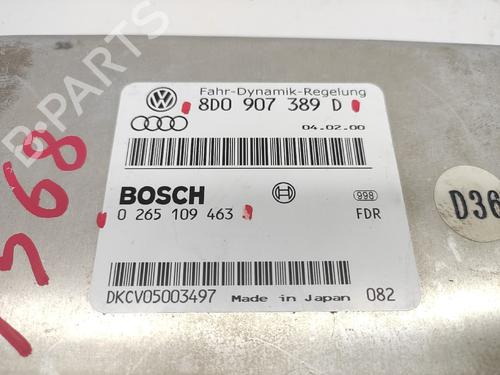 B-PARTS
Fahr-Dynamik-Regelung
8D0 907 389 D
04.02.00
BOSCH
998
0 265 109 463
FDR
DKCV05003497 Made in Japan 082
D36
568